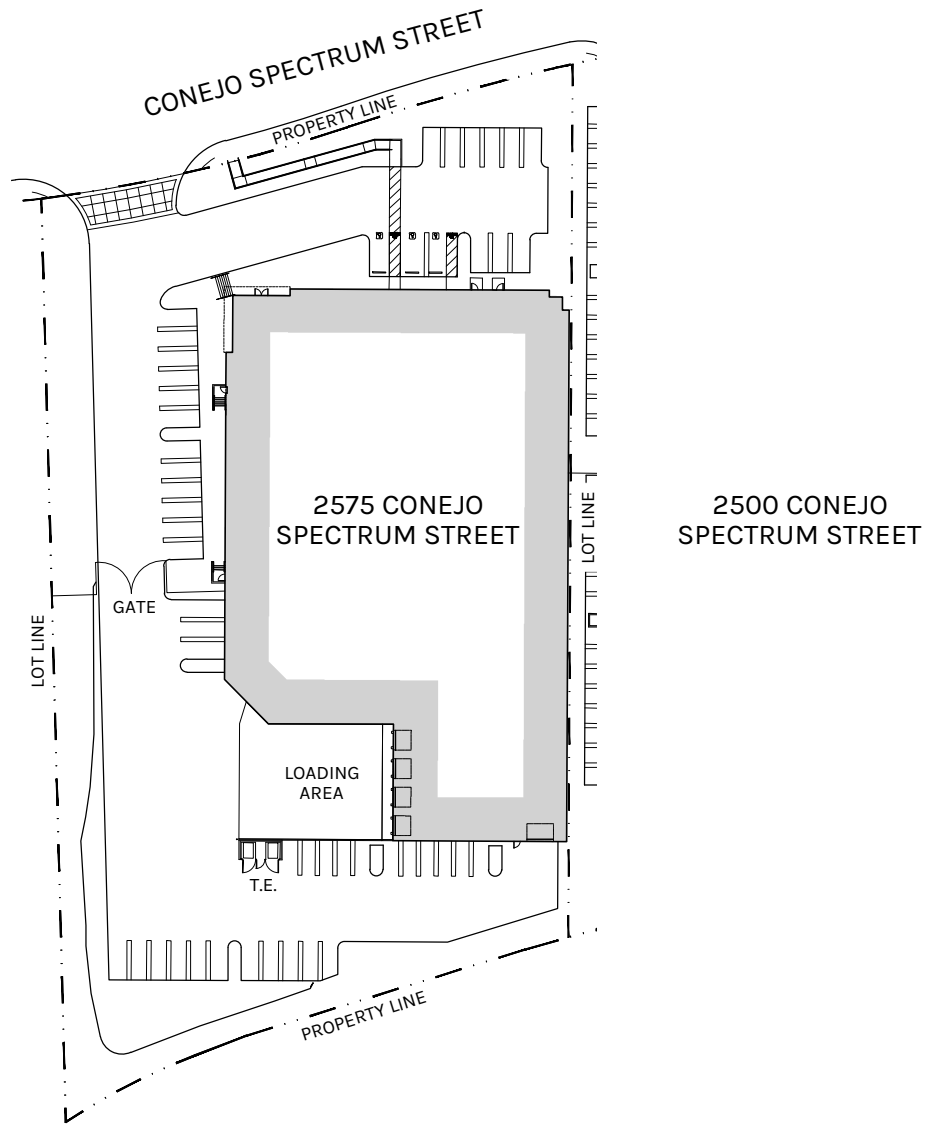 CONEJO SPECTRUM STREET
PROPERTY LINE
2575 CONEJO
SPECTRUM STREET
LOT LINE
2500 CONEJO
SPECTRUM STREET
GATE
LOT LINE
LOADING
AREA
T.E.
PROPERTY LINE